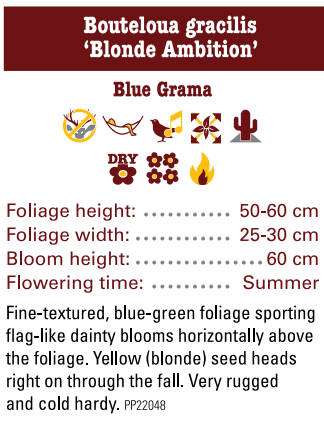 Bouteloua gracilis
‘Blonde Ambition’
Blue Grama
DRY
Foliage height: ........... 50-60 cm
Foliage width: ............ 25-30 cm
Bloom height: ................ 60 cm
Flowering time: .......... Summer
Fine-textured, blue-green foliage sporting
flag-like dainty blooms horizontally above
the foliage. Yellow (blonde) seed heads
right on through the fall. Very rugged
and cold hardy. PP22048